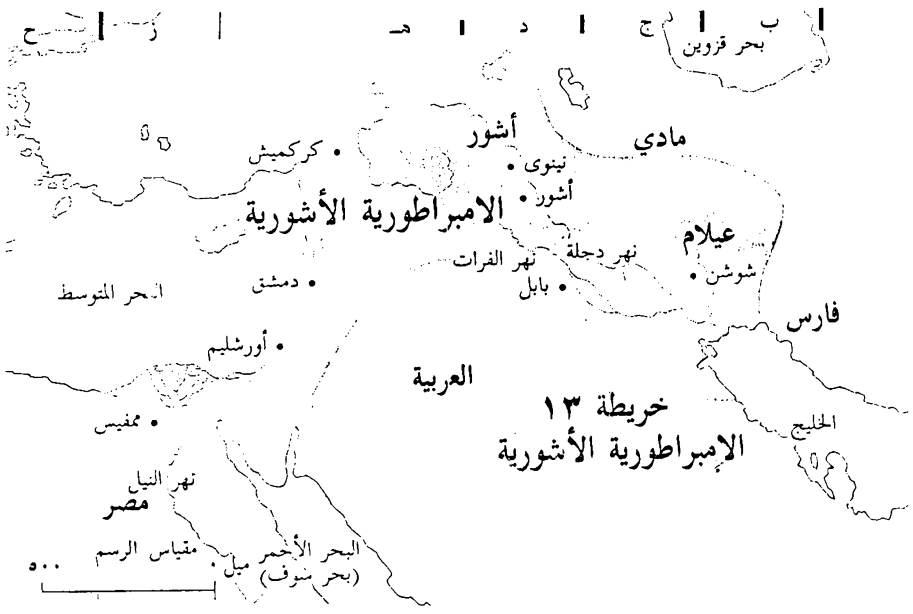 ب ج د هـ ز ح
بحر قزوين
أشور
مادي
كركميش
نينوى
أشور
الامبراطورية الأشورية
عيلام
نهر دجلة
نهر الفرات
شوشن
دمشق
بابل
البحر المتوسط
فارس
أورشليم
العربية
خريطة ١٣
الإمبراطورية الأشورية
الخليج
ممفيس
نهر النيل
مصر
البحر الأحمر
(بحر سوف)
مقياس الرسم
٥٠٠ ٠ ميل